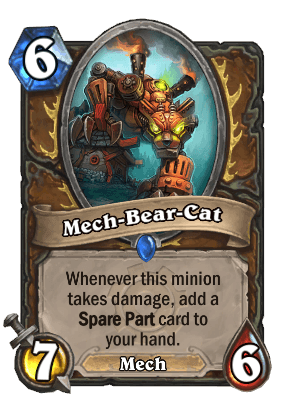 6
Mech-Bear-Cat
Whenever this minion
takes damage, add a
Spare Part card to
your hand.
7
Mech
6